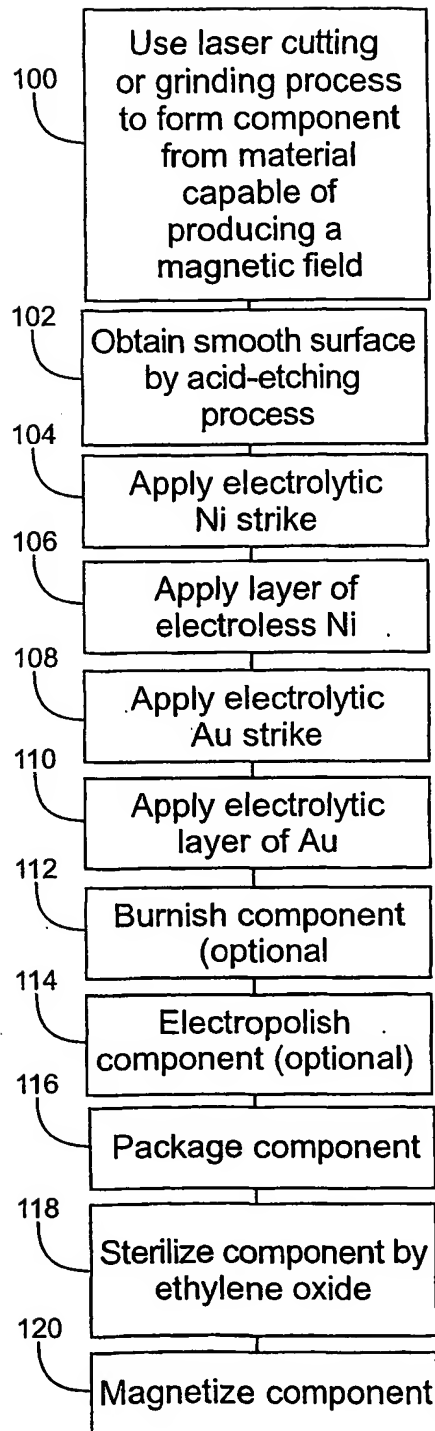 100
Use laser cutting
or grinding process
to form component
from material
capable of
producing a
magnetic field
102
Obtain smooth surface
by acid-etching
process
104
Apply electrolytic
Ni strike
106
Apply layer of
electroless Ni
108
Apply electrolytic
Au strike
110
Apply electrolytic
layer of Au
112
Burnish component
(optional
114
Electropolish
component (optional)
116
Package component
118
Sterilize component by
ethylene oxide
120
Magnetize component